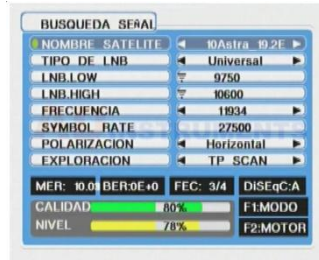 BUSQUEDA SEÑAL
NOMBRE SATELITE 10Astra 19.2E
TIPO DE LNB Universal
LNB.LOW 9750
LNB.HIGH 10600
FRECUENCIA 11934
SYMBOL RATE 27500
POLARIZACION Horizontal
EXPLORACION TP SCAN
MER: 10.0 BER:0E+0 FEC: 3/4 DiSEqC:A
CALIDAD 80% F1:MODO
NIVEL 78% F2:MOTOR